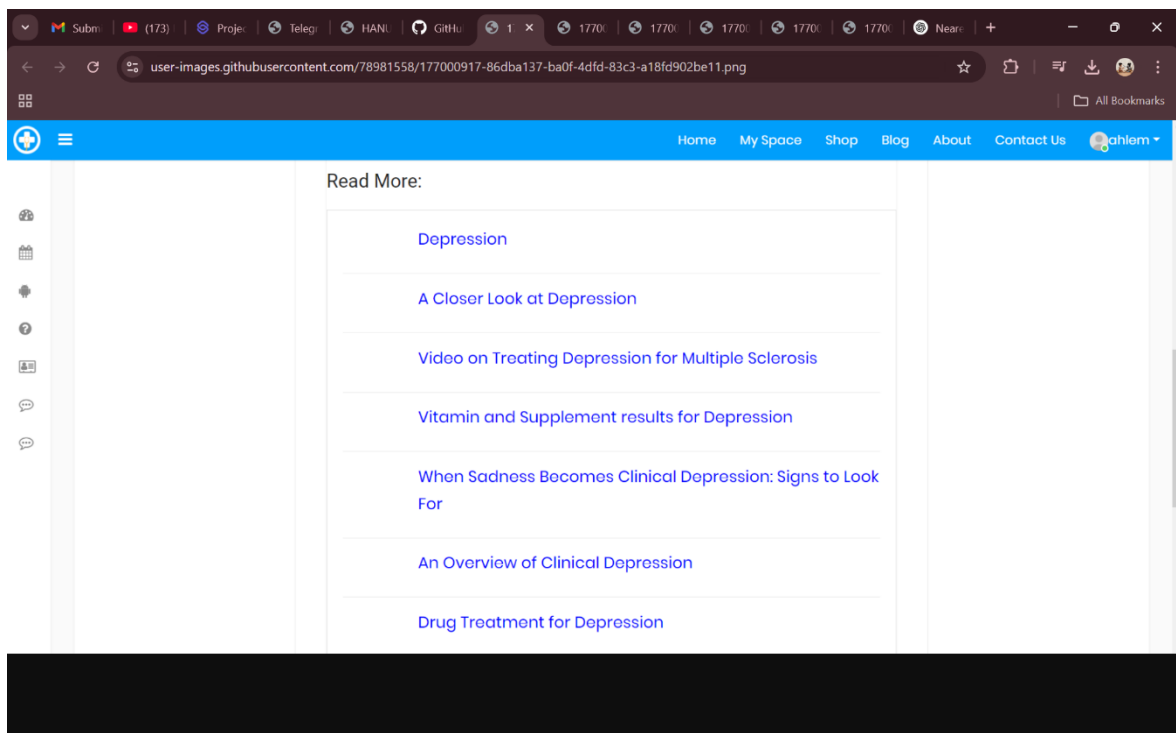 Subm
(173)
Projec
Telegr
HANU
GitHu
1
1770
1770
1770
1770
1770
Neare
user-images.githubusercontent.com/78981558/177000917-86dba137-ba0f-4dfd-83c3-a18fd902be11.png
All Bookmarks
Home My Space Shop Blog About Contact Us ahlem
Read More:
Depression
A Closer Look at Depression
Video on Treating Depression for Multiple Sclerosis
Vitamin and Supplement results for Depression
When Sadness Becomes Clinical Depression: Signs to Look
For
An Overview of Clinical Depression
Drug Treatment for Depression